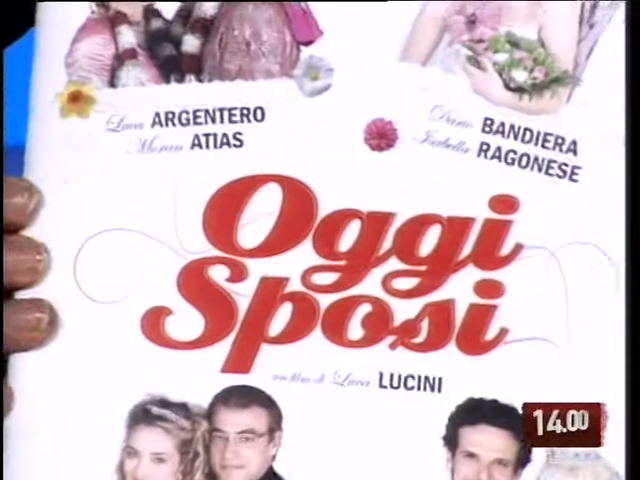 Luca ARGENTERO
Moran ATIAS
Dario BANDIERA
Isabella RAGONESE
Oggi
Sposi
un film di Luca LUCINI
14.00